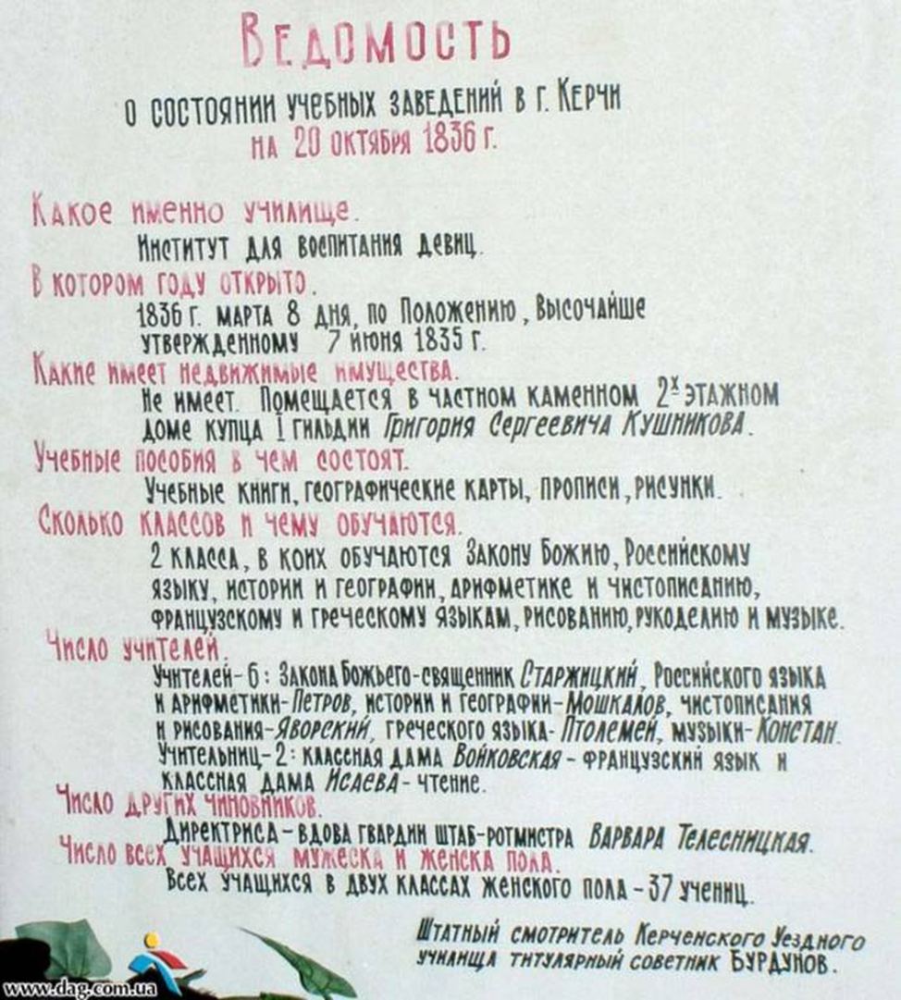 Ведомость
о состоянии учебных заведений в г. Керчи
на 20 октября 1836 г.
Какое именно училище.
Институт для воспитания девиц.
В котором году открыто.
1836 г. марта 8 дня, по Положению, Высочайше
утвержденному 7 июня 1835 г.
Какие имеет недвижимые имущества.
Не имеет. Помещается в частном каменном 2х этажном
доме купца I гильдии Григория Сергеевича Кушникова.
Учебные пособия в чем состоят.
Учебные книги, географические карты, прописи, рисунки.
Сколько классов и чему обучаются.
2 класса, в коих обучаются Закону Божию, Российскому
языку, истории и географии, арифметике и чистописанию,
французскому и греческому языкам, рисованию, рукоделию и музыке.
Число учителей.
Учителей-6: Закона Божьего-священник Старжицкий, Российского языка
и арифметики-Петров, истории и географии-Мошкалов, чистописания
и рисования-Яворский, греческого языка-Птолемей, музыки-Констан.
Учительниц-2: классная дама Войковская - французский язык и
классная дама Исаева - чтение.
Число других чиновников.
Директриса - вдова гвардии штаб-ротмистра Варвара Телесницкая.
Число всех учащихся мужеска и женска пола.
Всех учащихся в двух классах женского пола - 37 учениц.
Штатный смотритель Керченского Уездного
училища титулярный советник Бурдунов.
www.dag.com.ua